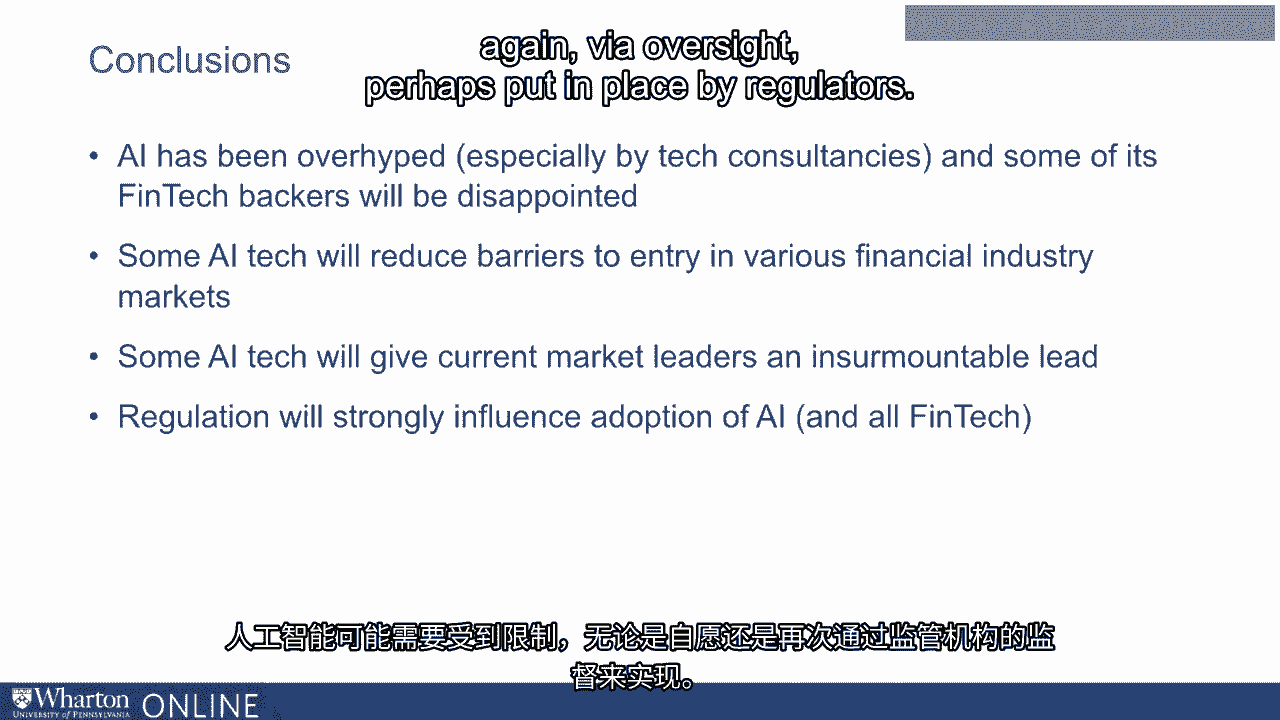 Conclusions
again, via oversight,
perhaps put in place by regulators.
• AI has been overhyped (especially by tech consultancies) and some of its
FinTech backers will be disappointed
• Some AI tech will reduce barriers to entry in various financial industry
markets
• Some AI tech will give current market leaders an insurmountable lead
• Regulation will strongly influence adoption of AI (and all FinTech)
人工智能可能需要受到限制，无论是自愿还是再次通过监管机构的监
督来实现。
Wharton
UNIVERSITY of PENNSYLVANIA
ONLINE